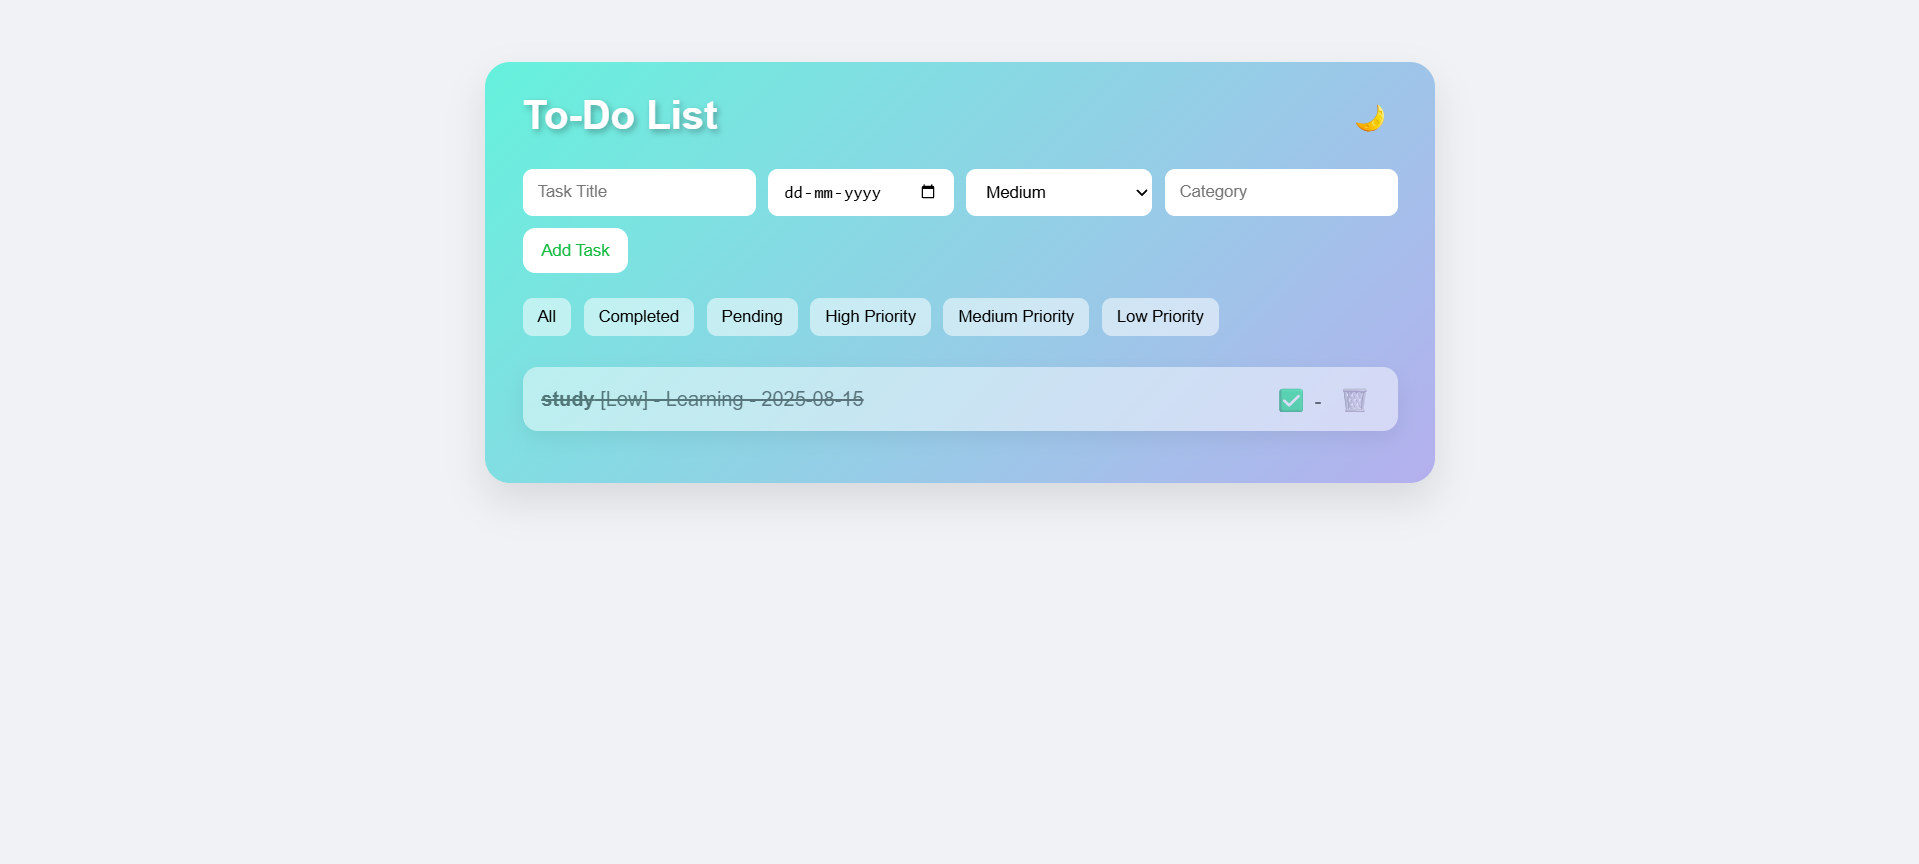 To-Do List
Task Title dd-mm-yyyy Medium Category
Add Task
All Completed Pending High Priority Medium Priority Low Priority
study [Low] - Learning - 2025-08-15 -